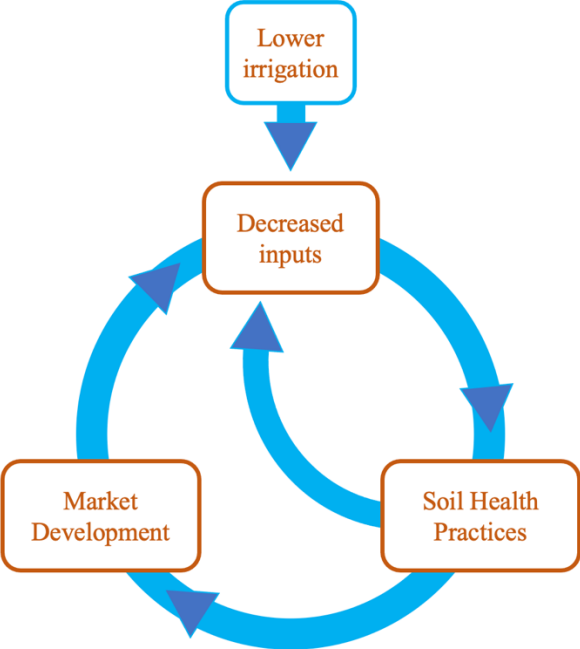 Lower
irrigation
Decreased
inputs
Market
Development
Soil Health
Practices